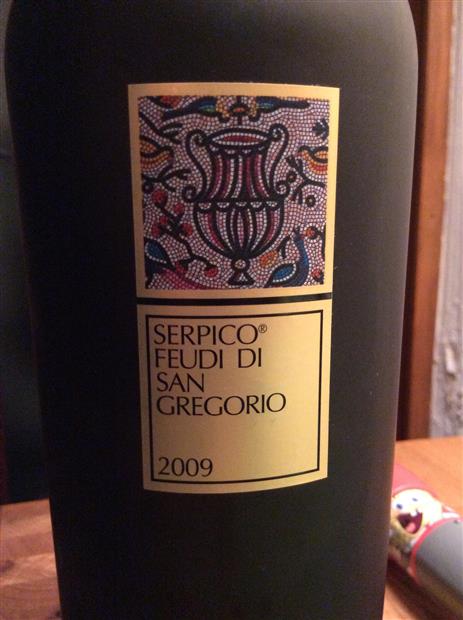 SERPICO®
FEUDI DI
SAN
GREGORIO
2009